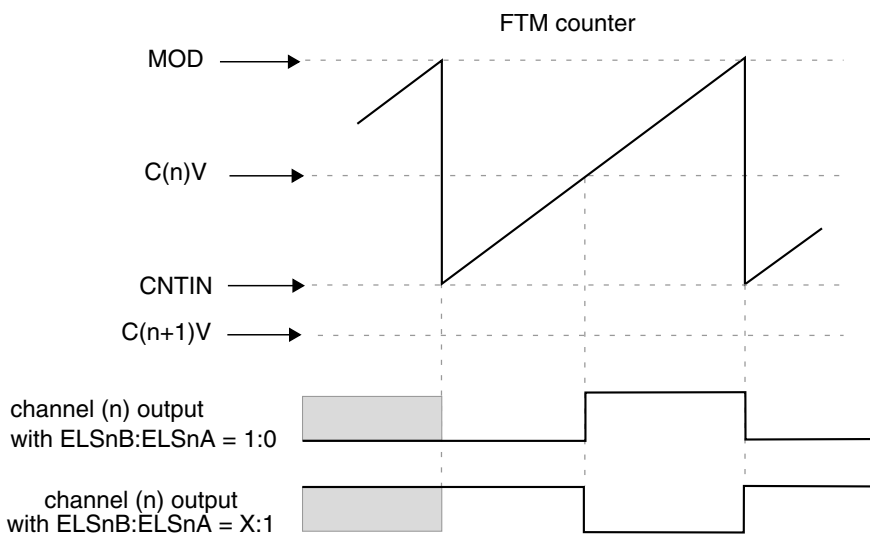 FTM counter
MOD
C(n)V
CNTIN
C(n+1)V
channel (n) output
with ELSnB:ELSnA = 1:0
channel (n) output
with ELSnB:ELSnA = X:1